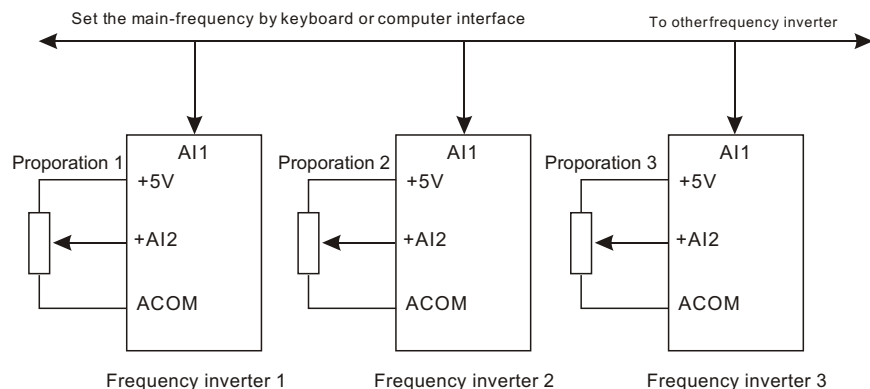 Set the main-frequency by keyboard or computer interface
To other frequency inverter
AI1
AI1
AI1
Proporation 1
+5V
+AI2
ACOM
Proporation 2
+5V
+AI2
ACOM
Proporation 3
+5V
+AI2
ACOM
Frequency inverter 1
Frequency inverter 2
Frequency inverter 3